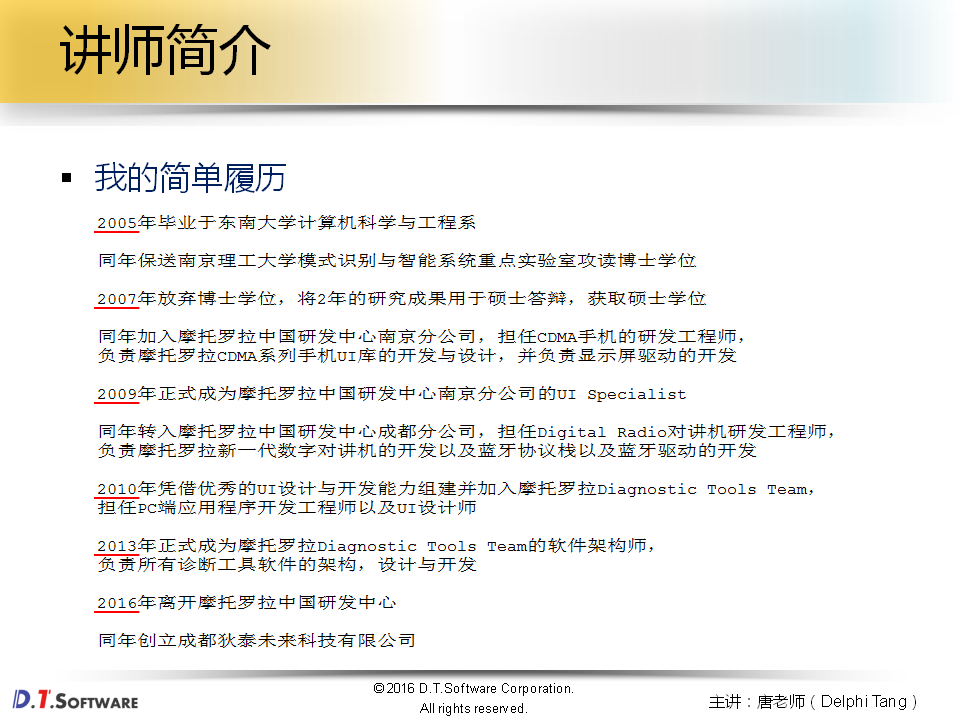 讲师简介
▪ 我的简单履历
2005年毕业于东南大学计算机科学与工程系
同年保送南京理工大学模式识别与智能系统重点实验室攻读博士学位
2007年放弃博士学位，将2年的研究成果用于硕士答辩，获取硕士学位
同年加入摩托罗拉中国研发中心南京分公司，担任CDMA手机的研发工程师，
负责摩托罗拉CDMA系列手机UI库的开发与设计，并负责显示屏驱动的开发
2009年正式成为摩托罗拉中国研发中心南京分公司的UI Specialist
同年转入摩托罗拉中国研发中心成都分公司，担任Digital Radio对讲机研发工程师，
负责摩托罗拉新一代数字对讲机的开发以及蓝牙协议栈以及蓝牙驱动的开发
2010年凭借优秀的UI设计与开发能力组建并加入摩托罗拉Diagnostic Tools Team，
担任PC端应用程序开发工程师以及UI设计师
2013年正式成为摩托罗拉Diagnostic Tools Team的软件架构师，
负责所有诊断工具软件的架构，设计与开发
2016年离开摩托罗拉中国研发中心
同年创立成都狄泰未来科技有限公司
D.T.SOFTWARE
©2016 D.T.Software Corporation.
All rights reserved.
主讲：唐老师（Delphi Tang）